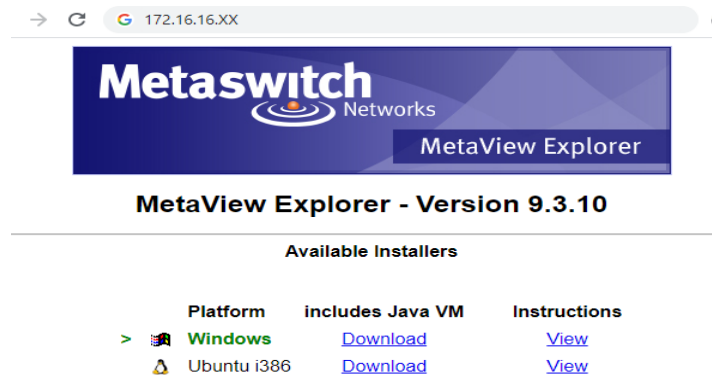 172.16.16.XX
Metaswitch
Networks
MetaView Explorer
MetaView Explorer - Version 9.3.10
Available Installers
Platform includes Java VM Instructions
> Windows Download View
Ubuntu i386 Download View